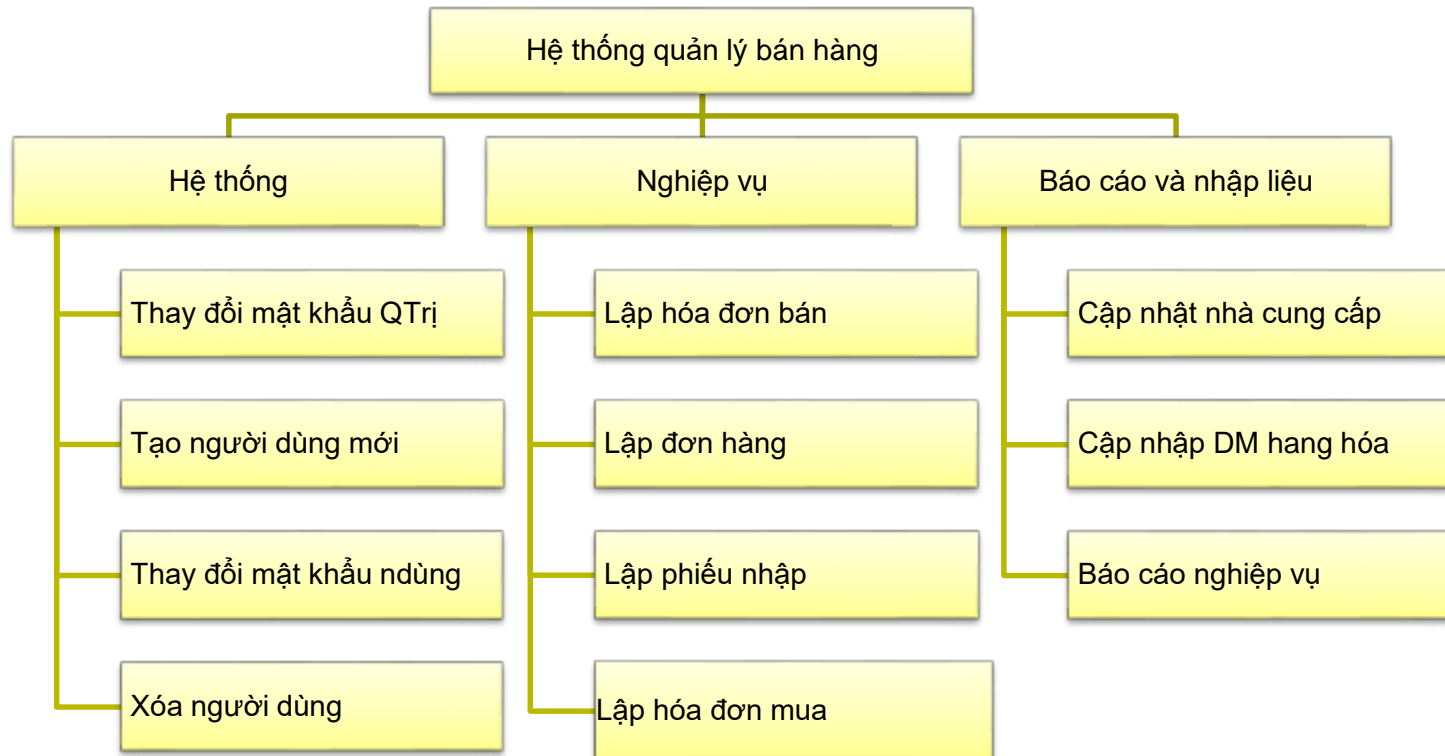 Hệ thống quản lý bán hàng
Hệ thống
Nghiệp vụ
Báo cáo và nhập liệu
Thay đổi mật khẩu QTrị
Tạo người dùng mới
Thay đổi mật khẩu ndùng
Xóa người dùng
Lập hóa đơn bán
Lập đơn hàng
Lập phiếu nhập
Lập hóa đơn mua
Cập nhật nhà cung cấp
Cập nhập DM hang hóa
Báo cáo nghiệp vụ